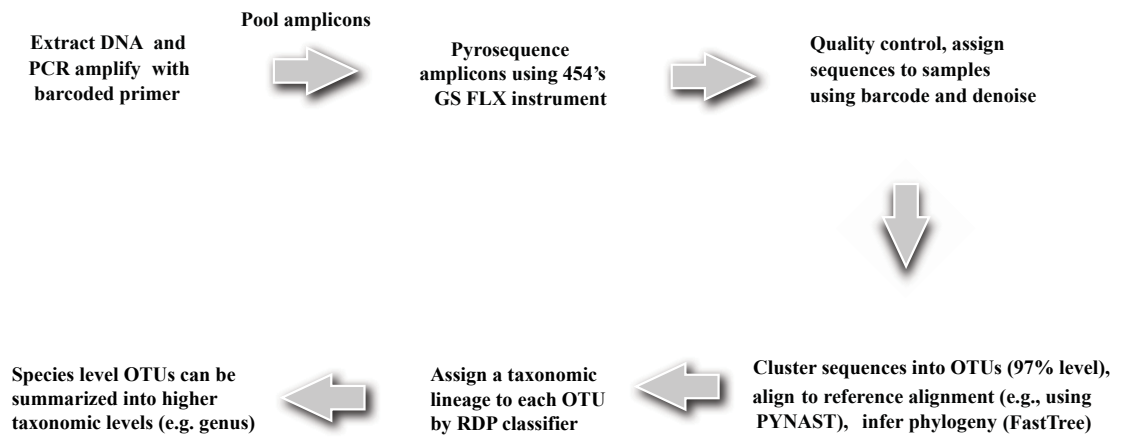 Extract DNA and
PCR amplify with
barcoded primer
Pool amplicons
Pyrosequence
amplicons using 454's
GS FLX instrument
Quality control, assign
sequences to samples
using barcode and denoise
Cluster sequences into OTUs (97% level),
align to reference alignment (e.g., using
PYNAST), infer phylogeny (FastTree)
Assign a taxonomic
lineage to each OTU
by RDP classifier
Species level OTUs can be
summarized into higher
taxonomic levels (e.g. genus)